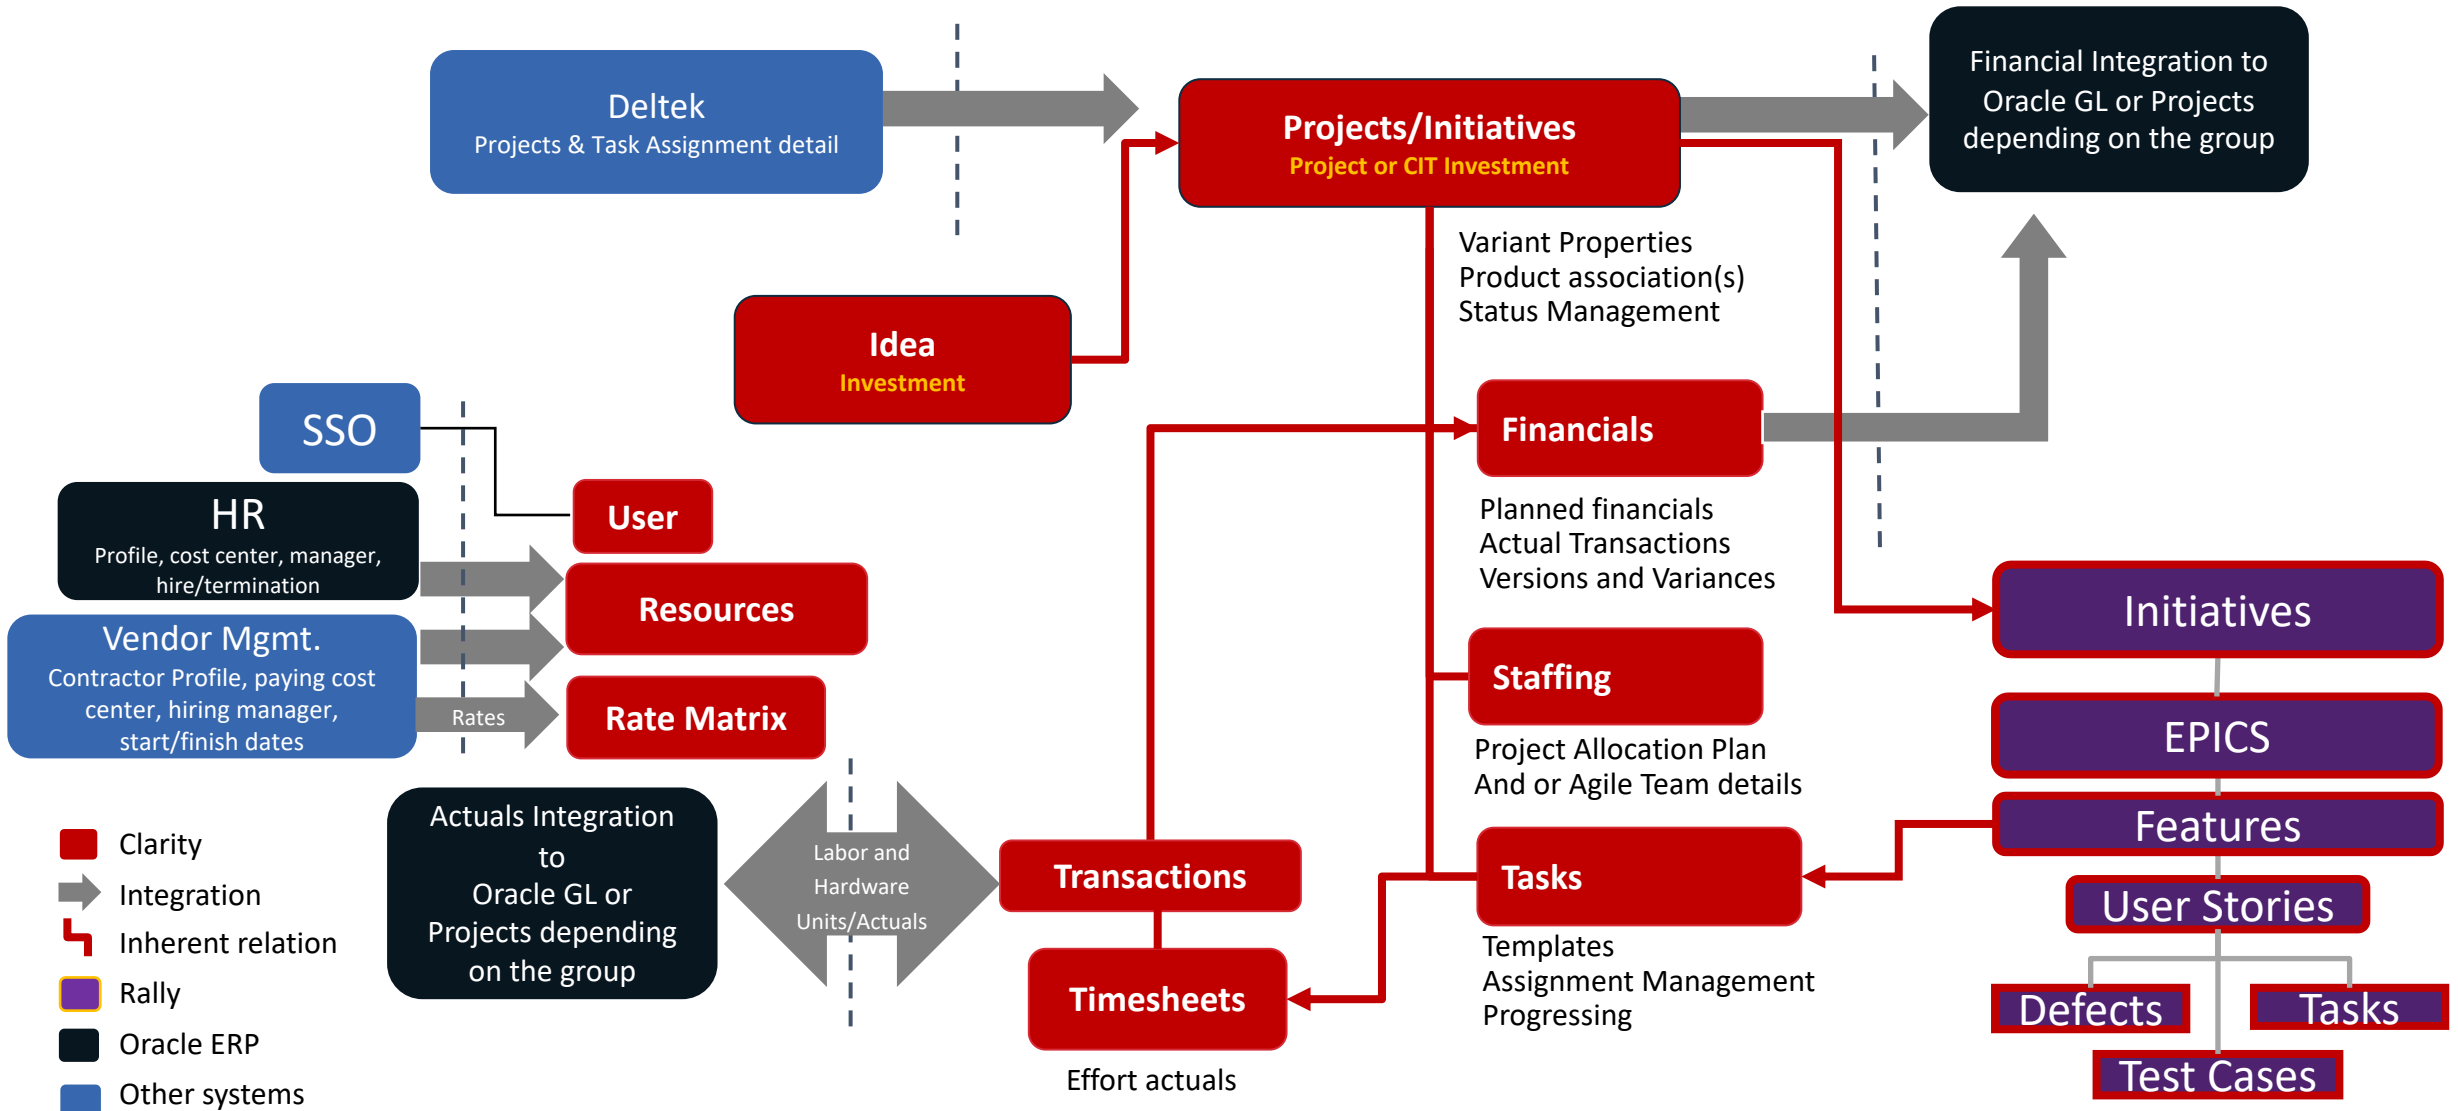 Deltek
Projects & Task Assignment detail
Projects/Initiatives
Project or CIT Investment
Financial Integration to
Oracle GL or Projects
depending on the group
Variant Properties
Product association(s)
Status Management
Idea
Investment
SSO
Financials
HR
Profile, cost center, manager,
hire/termination
User
Planned financials
Actual Transactions
Versions and Variances
Resources
Initiatives
Vendor Mgmt.
Contractor Profile, paying cost
center, hiring manager,
start/finish dates
Rates
Rate Matrix
Staffing
Project Allocation Plan
And or Agile Team details
EPICS
Actuals Integration
to
Oracle GL or
Projects depending
on the group
Labor and
Hardware
Units/Actuals
Transactions
Tasks
Features
User Stories
Templates
Assignment Management
Progressing
Timesheets
Effort actuals
Defects
Tasks
Test Cases
Clarity
Integration
Inherent relation
Rally
Oracle ERP
Other systems